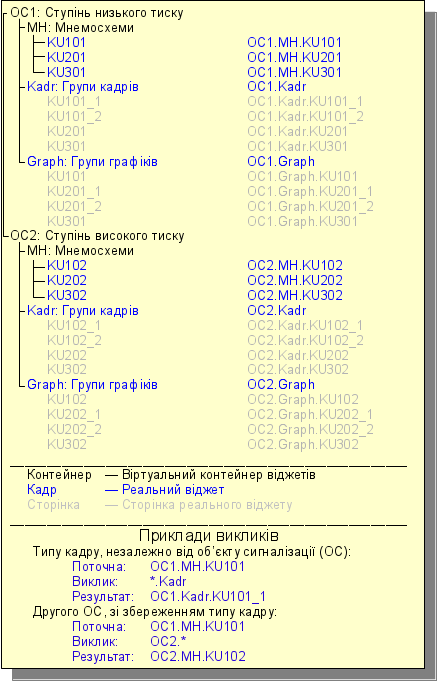 ОС1: Ступінь низького тиску
МН: Мнемосхеми
KU101 OC1.MH.KU101
KU201 OC1.MH.KU201
KU301 OC1.MH.KU301
Kadr: Групи кадрів OC1.Kadr
KU101_1 OC1.Kadr.KU101_1
KU101_2 OC1.Kadr.KU101_2
KU201 OC1.Kadr.KU201
KU301 OC1.Kadr.KU301
Graph: Групи графіків OC1.Graph
KU101 OC1.Graph.KU101
KU201_1 OC1.Graph.KU201_1
KU201_2 OC1.Graph.KU201_2
KU301 OC1.Graph.KU301
ОС2: Ступінь високого тиску
МН: Мнемосхеми
KU102 OC2.MH.KU102
KU202 OC2.MH.KU202
KU302 OC2.MH.KU302
Kadr: Групи кадрів OC2.Kadr
KU102_1 OC2.Kadr.KU102_1
KU102_2 OC2.Kadr.KU102_2
KU202 OC2.Kadr.KU202
KU302 OC2.Kadr.KU302
Graph: Групи графіків OC2.Graph
KU102 OC2.Graph.KU102
KU202_1 OC2.Graph.KU202_1
KU202_2 OC2.Graph.KU202_2
KU302 OC2.Graph.KU302
Контейнер — Віртуальний контейнер віджетів
Кадр — Реальний віджет
Сторінка — Сторінка реального віджету
Приклади викликів
Типу кадру, незалежно від об'єкту сигналізації (ОС):
Поточна: OC1.MH.KU101
Виклик: *.Kadr
Результат: OC1.Kadr.KU101_1
Другого ОС, зі збереженням типу кадру:
Поточна: OC1.MH.KU101
Виклик: OC2.*
Результат: OC2.MH.KU102